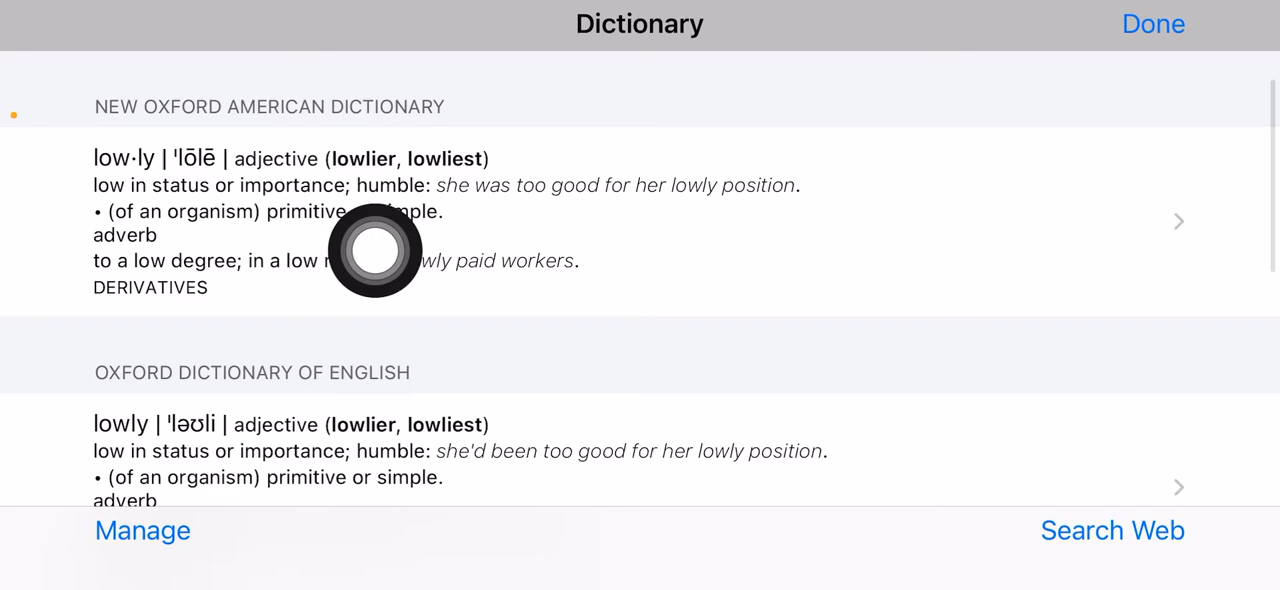 Dictionary
Done
NEW OXFORD AMERICAN DICTIONARY
low·ly | ˈlōlē | adjective (lowlier, lowliest)
low in status or importance; humble: she was too good for her lowly position.
• (of an organism) primitive mple.
adverb
to a low degree; in a low wly paid workers.
DERIVATIVES
OXFORD DICTIONARY OF ENGLISH
lowly | ˈləʊli | adjective (lowlier, lowliest)
low in status or importance; humble: she'd been too good for her lowly position.
• (of an organism) primitive or simple.
adverb
Manage
Search Web